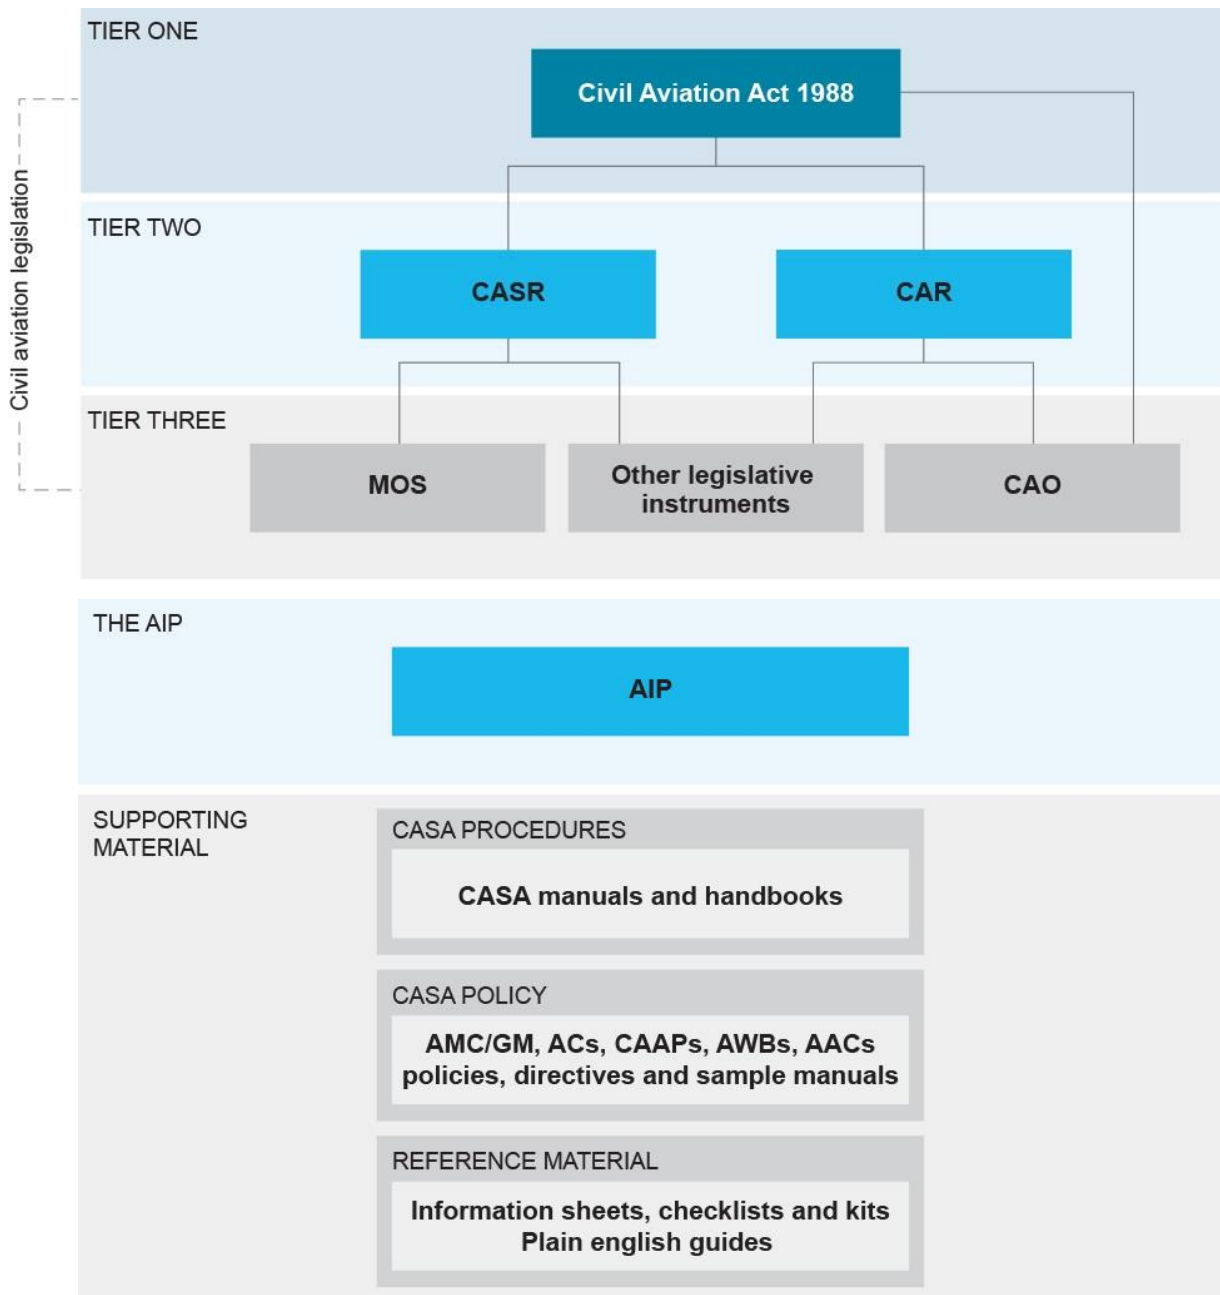 TIER ONE
Civil Aviation Act 1988
Civil aviation legislation
TIER TWO
CASR
CAR
TIER THREE
MOS
Other legislative
instruments
CAO
THE AIP
AIP
SUPPORTING
MATERIAL
CASA PROCEDURES
CASA manuals and handbooks
CASA POLICY
AMC/GM, ACs, CAAPs, AWBs, AACs
policies, directives and sample manuals
REFERENCE MATERIAL
Information sheets, checklists and kits
Plain english guides